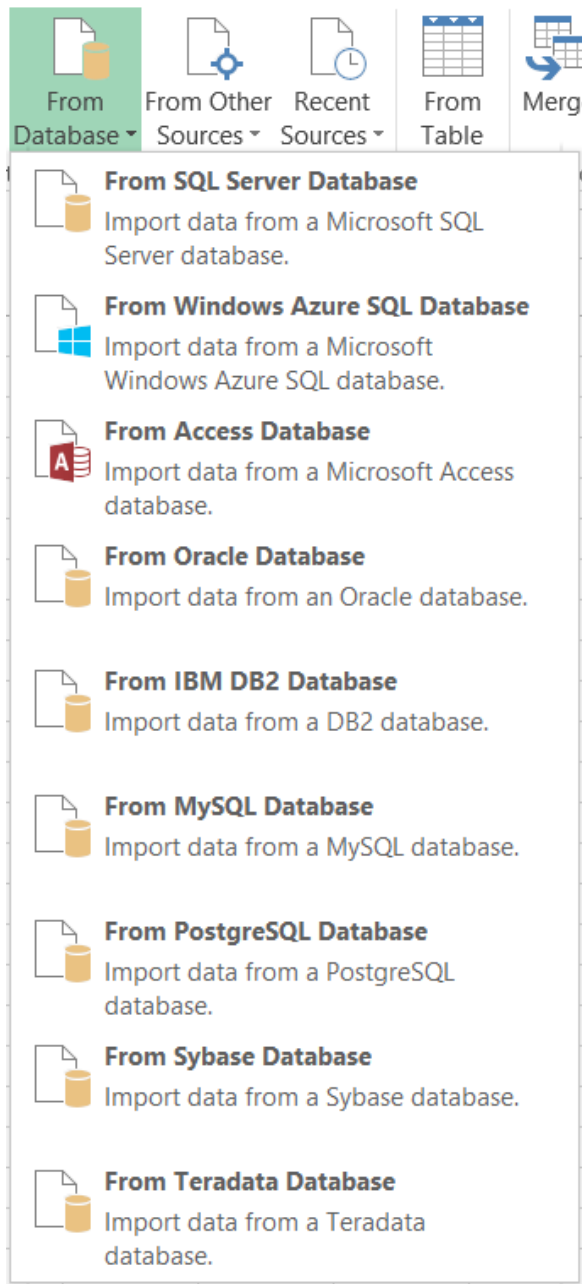 From
Database
From Other
Sources
Recent
Sources
From
Table
Merg
From SQL Server Database
Import data from a Microsoft SQL
Server database.
From Windows Azure SQL Database
Import data from a Microsoft
Windows Azure SQL database.
From Access Database
Import data from a Microsoft Access
database.
From Oracle Database
Import data from an Oracle database.
From IBM DB2 Database
Import data from a DB2 database.
From MySQL Database
Import data from a MySQL database.
From PostgreSQL Database
Import data from a PostgreSQL
database.
From Sybase Database
Import data from a Sybase database.
From Teradata Database
Import data from a Teradata
database.